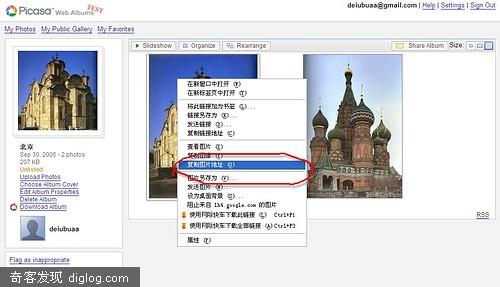 Picasa™ Web Albums TEST
deiubuaa@gmail.com | Help | Settings | Sign Out
My Photos | My Public Gallery | My Favorites
Slideshow
Organize
Rearrange
Share Album
Size:
北京
Sep 30, 2005 - 2 photos
207 KB
Unlisted
Upload Photos
Choose Album Cover
Edit Album Properties
Delete Album
Download Album
deiubuaa
Flag as inappropriate
在新窗口中打开 (W)
在新标签页中打开 (T)
将此链接加为书签 (L)...
链接另存为 (K)...
发送链接 (D)...
复制链接地址 (A)
查看图片 (I)
复制图像 (Y)
复制图片地址 (O)
图片另存为 (V)...
发送图片 (M)...
设为桌面背景 (S)...
阻止来自 lh4.google.com 的图片
使用网际快车下载此链接 (L) Ctrl+F1
使用网际快车下载全部链接 (Q) Ctrl+F3
属性 (P)
奇客发现 diglog.com